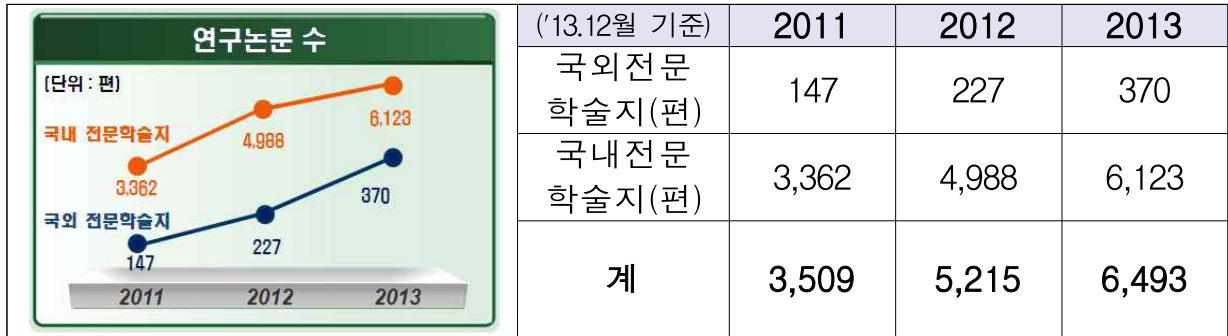 연구논문 수
(단위 : 편)
국내 전문학술지
3,362
4,988
6,123
국외 전문학술지
147
227
370
2011 2012 2013
('13.12월 기준) 2011 2012 2013
국외전문
학술지(편) 147 227 370
국내전문
학술지(편) 3,362 4,988 6,123
계 3,509 5,215 6,493